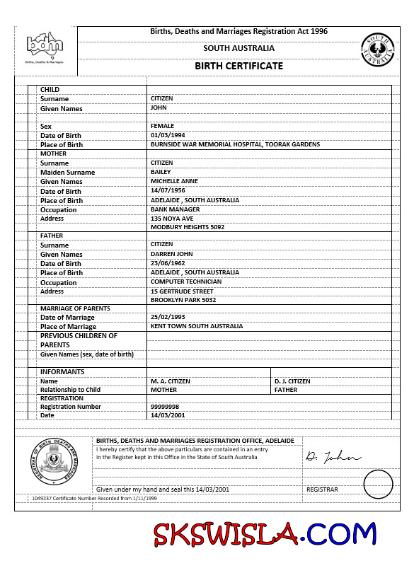 Births, Deaths and Marriages Registration Act 1996
bdm
Births, Deaths & Marriages
SOUTH AUSTRALIA
BIRTH CERTIFICATE
CHILD
Surname CITIZEN
Given Names JOHN
Sex FEMALE
Date of Birth 01/03/1994
Place of Birth BURNSIDE WAR MEMORIAL HOSPITAL, TOORAK GARDENS
MOTHER
Surname CITIZEN
Maiden Surname BAILEY
Given Names MICHELLE ANNE
Date of Birth 14/07/1956
Place of Birth ADELAIDE , SOUTH AUSTRALIA
Occupation BANK MANAGER
Address 135 NOYA AVE
MODBURY HEIGHTS 5092
FATHER
Surname CITIZEN
Given Names DARREN JOHN
Date of Birth 23/06/1962
Place of Birth ADELAIDE , SOUTH AUSTRALIA
Occupation COMPUTER TECHNICIAN
Address 15 GERTRUDE STREET
BROOKLYN PARK 5032
MARRIAGE OF PARENTS
Date of Marriage 25/02/1993
Place of Marriage KENT TOWN SOUTH AUSTRALIA
PREVIOUS CHILDREN OF
PARENTS
Given Names (sex, date of birth)
INFORMANTS
Name M. A. CITIZEN D. J. CITIZEN
Relationship to Child MOTHER FATHER
REGISTRATION
Registration Number 99999998
Date 14/03/2001
BIRTHS, DEATHS AND MARRIAGES REGISTRATION OFFICE, ADELAIDE
I hereby certify that the above particulars are contained in an entry
in the Register kept in this Office in the State of South Australia
D. John
Given under my hand and seal this 14/03/2001 REGISTRAR
Certificate Number Recorded from 1/11/1999
SKSWISLA.COM